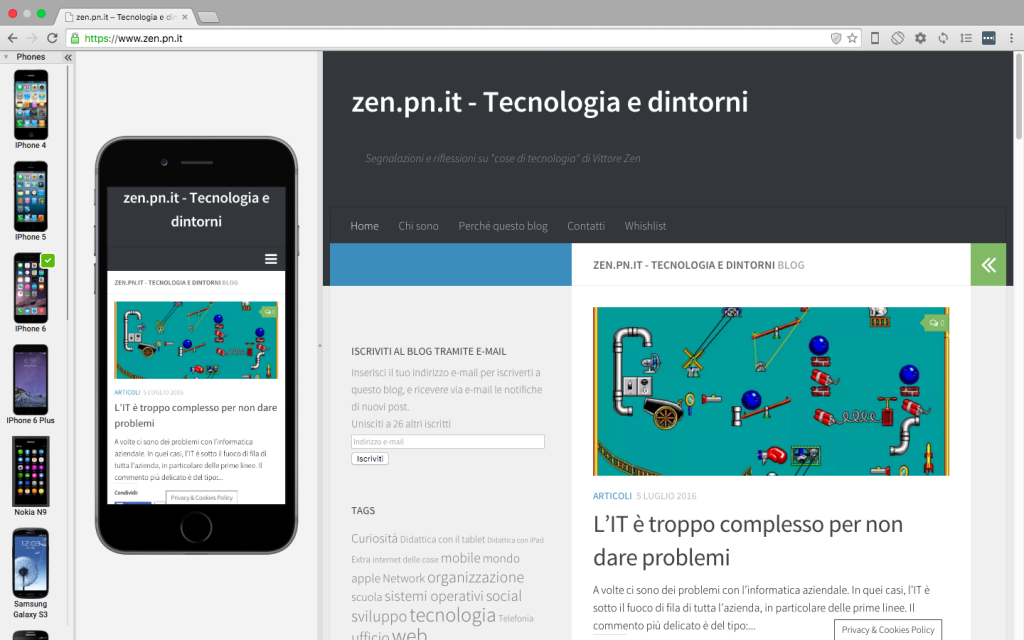 zen.pn.it – Tecnologia e din
https://www.zen.pn.it
Phones
IPhone 4
IPhone 5
IPhone 6
IPhone 6 Plus
Nokia N9
Samsung
Galaxy S3
zen.pn.it - Tecnologia e
dintorni
ZEN.PN.IT - TECNOLOGIA E DINTORNI BLOG
0
ARTICOLI 5 LUGLIO 2016
L’IT è troppo complesso per non dare
problemi
A volte ci sono dei problemi con l’informatica
aziendale. In quei casi, l’IT è sotto il fuoco di fila di
tutta l’azienda, in particolare delle prime linee. Il
commento più delicato è del tipo:...
Condividi:
Privacy & Cookies Policy
zen.pn.it - Tecnologia e dintorni
Segnalazioni e riflessioni su "cose di tecnologia" di Vittore Zen
Home Chi sono Perché questo blog Contatti Whishlist
ZEN.PN.IT - TECNOLOGIA E DINTORNI BLOG
ISCRIVITI AL BLOG TRAMITE E-MAIL
Inserisci il tuo indirizzo e-mail per iscriverti a
questo blog, e ricevere via e-mail le notifiche
di nuovi post.
Unisciti a 26 altri iscritti
Indirizzo e-mail
Iscriviti
TAGS
Curiosità Didattica con il tablet Didattica con iPad
Extra internet delle cose mobile mondo
apple Network organizzazione
scuola sistemi operativi social
sviluppo tecnologia Telefonia
ufficio web
0
ARTICOLI 5 LUGLIO 2016
L’IT è troppo complesso per non
dare problemi
A volte ci sono dei problemi con l’informatica aziendale. In quei casi, l’IT è
sotto il fuoco di fila di tutta l’azienda, in particolare delle prime linee. Il
commento più delicato è del tipo:...
Privacy & Cookies Policy